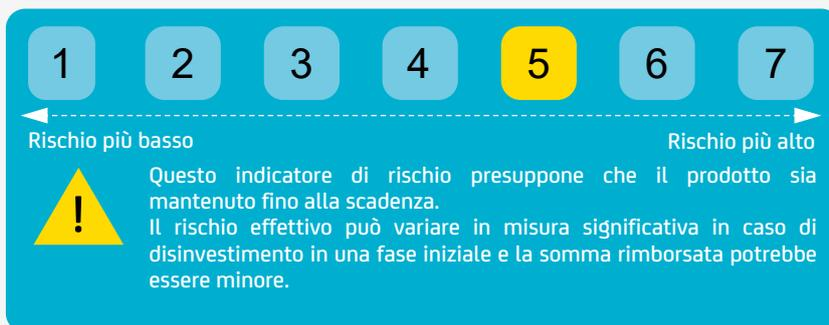 1 2 3 4 5 6 7
Rischio più basso Rischio più alto
!
Questo indicatore di rischio presuppone che il prodotto sia
mantenuto fino alla scadenza.
Il rischio effettivo può variare in misura significativa in caso di
disinvestimento in una fase iniziale e la somma rimborsata potrebbe
essere minore.